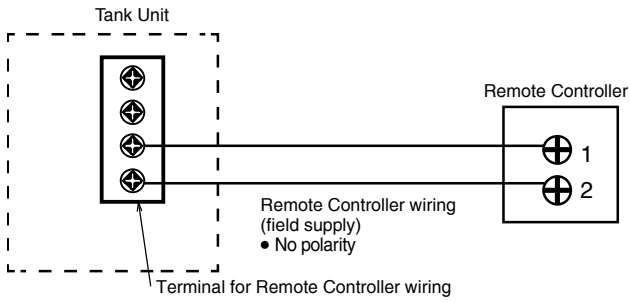 Tank Unit
Remote Controller
1
2
Remote Controller wiring
(field supply)
● No polarity
Terminal for Remote Controller wiring